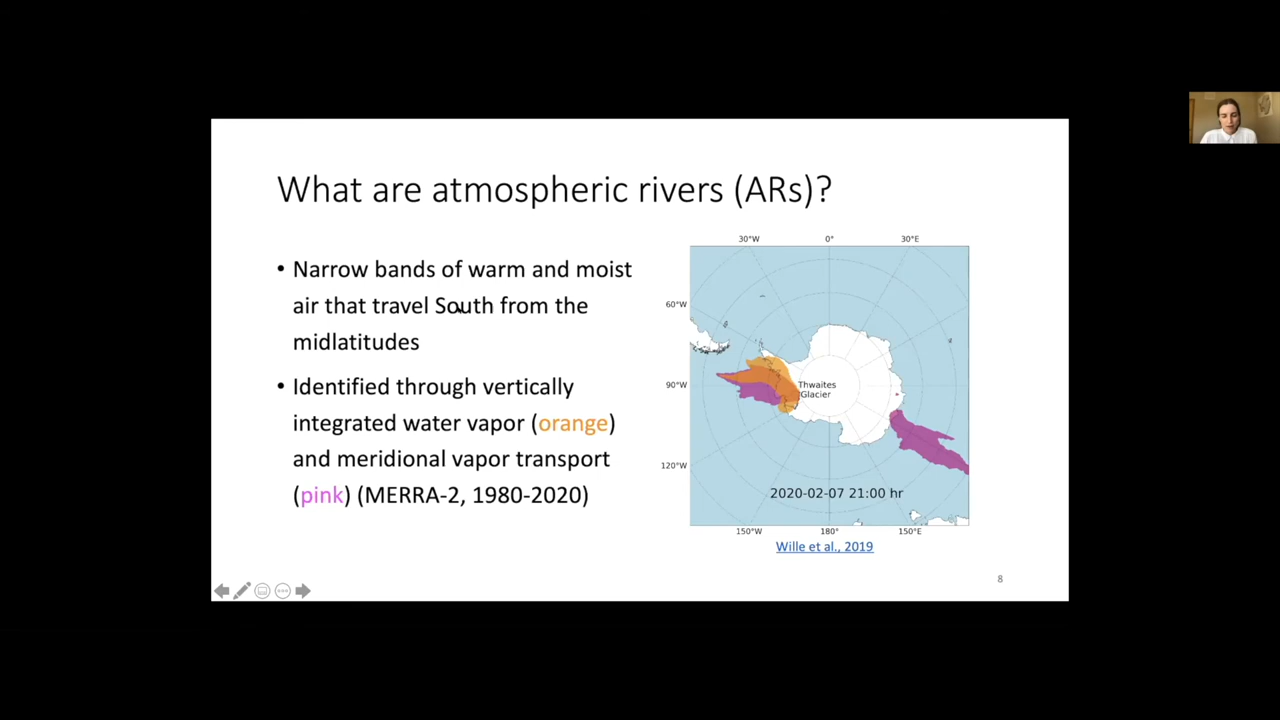 What are atmospheric rivers (ARs)?
• Narrow bands of warm and moist
air that travel South from the
midlatitudes
• Identified through vertically
integrated water vapor (orange)
and meridional vapor transport
(pink) (MERRA-2, 1980-2020)
30°W 0° 30°E
60°W
90°W
120°W
Thwaites
Glacier
2020-02-07 21:00 hr
150°W 180° 150°E
Wille et al., 2019
8